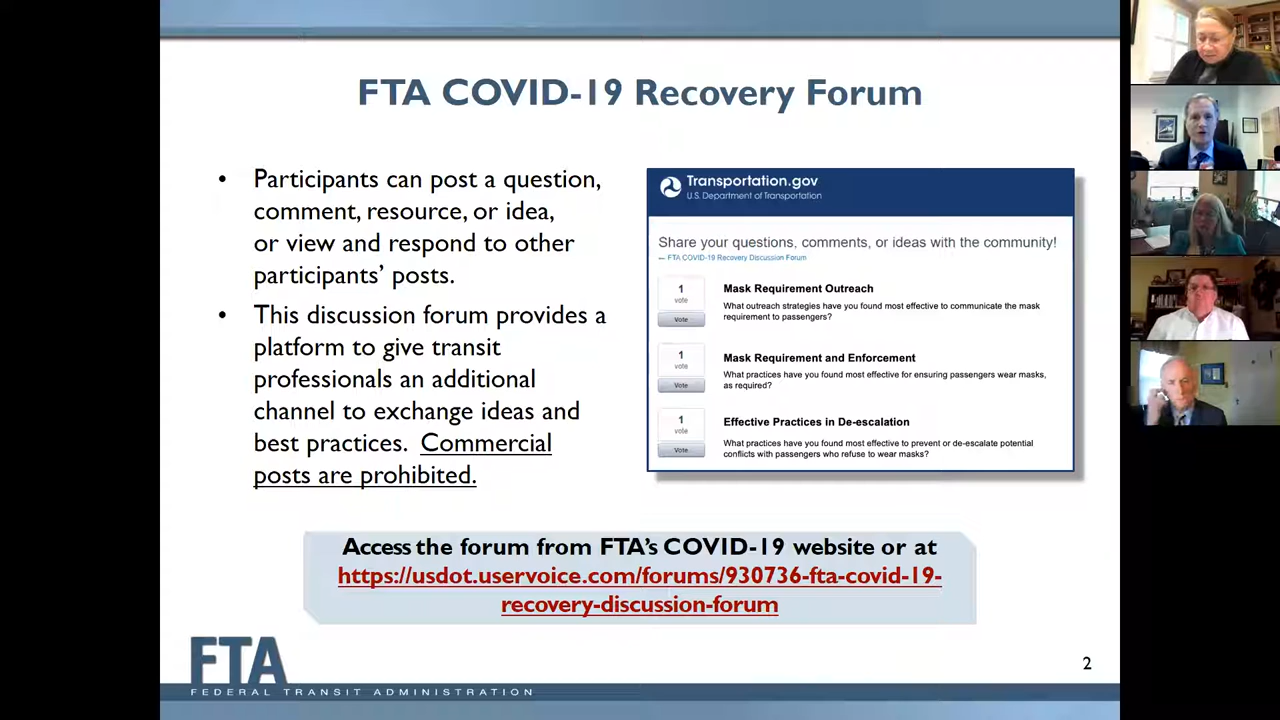 FTA COVID-19 Recovery Forum
• Participants can post a question,
comment, resource, or idea,
or view and respond to other
participants' posts.
• This discussion forum provides a
platform to give transit
professionals an additional
channel to exchange ideas and
best practices. Commercial
posts are prohibited.
Transportation.gov
U.S. Department of Transportation
Share your questions, comments, or ideas with the community!
← FTA COVID-19 Recovery Discussion Forum
1
vote
Vote
Mask Requirement Outreach
What outreach strategies have you found most effective to communicate the mask
requirement to passengers?
1
vote
Vote
Mask Requirement and Enforcement
What practices have you found most effective for ensuring passengers wear masks,
as required?
1
vote
Vote
Effective Practices in De-escalation
What practices have you found most effective to prevent or de-escalate potential
conflicts with passengers who refuse to wear masks?
Access the forum from FTA's COVID-19 website or at
https://usdot.uservoice.com/forums/930736-fta-covid-19-
recovery-discussion-forum
FTA
FEDERAL TRANSIT ADMINISTRATION
2